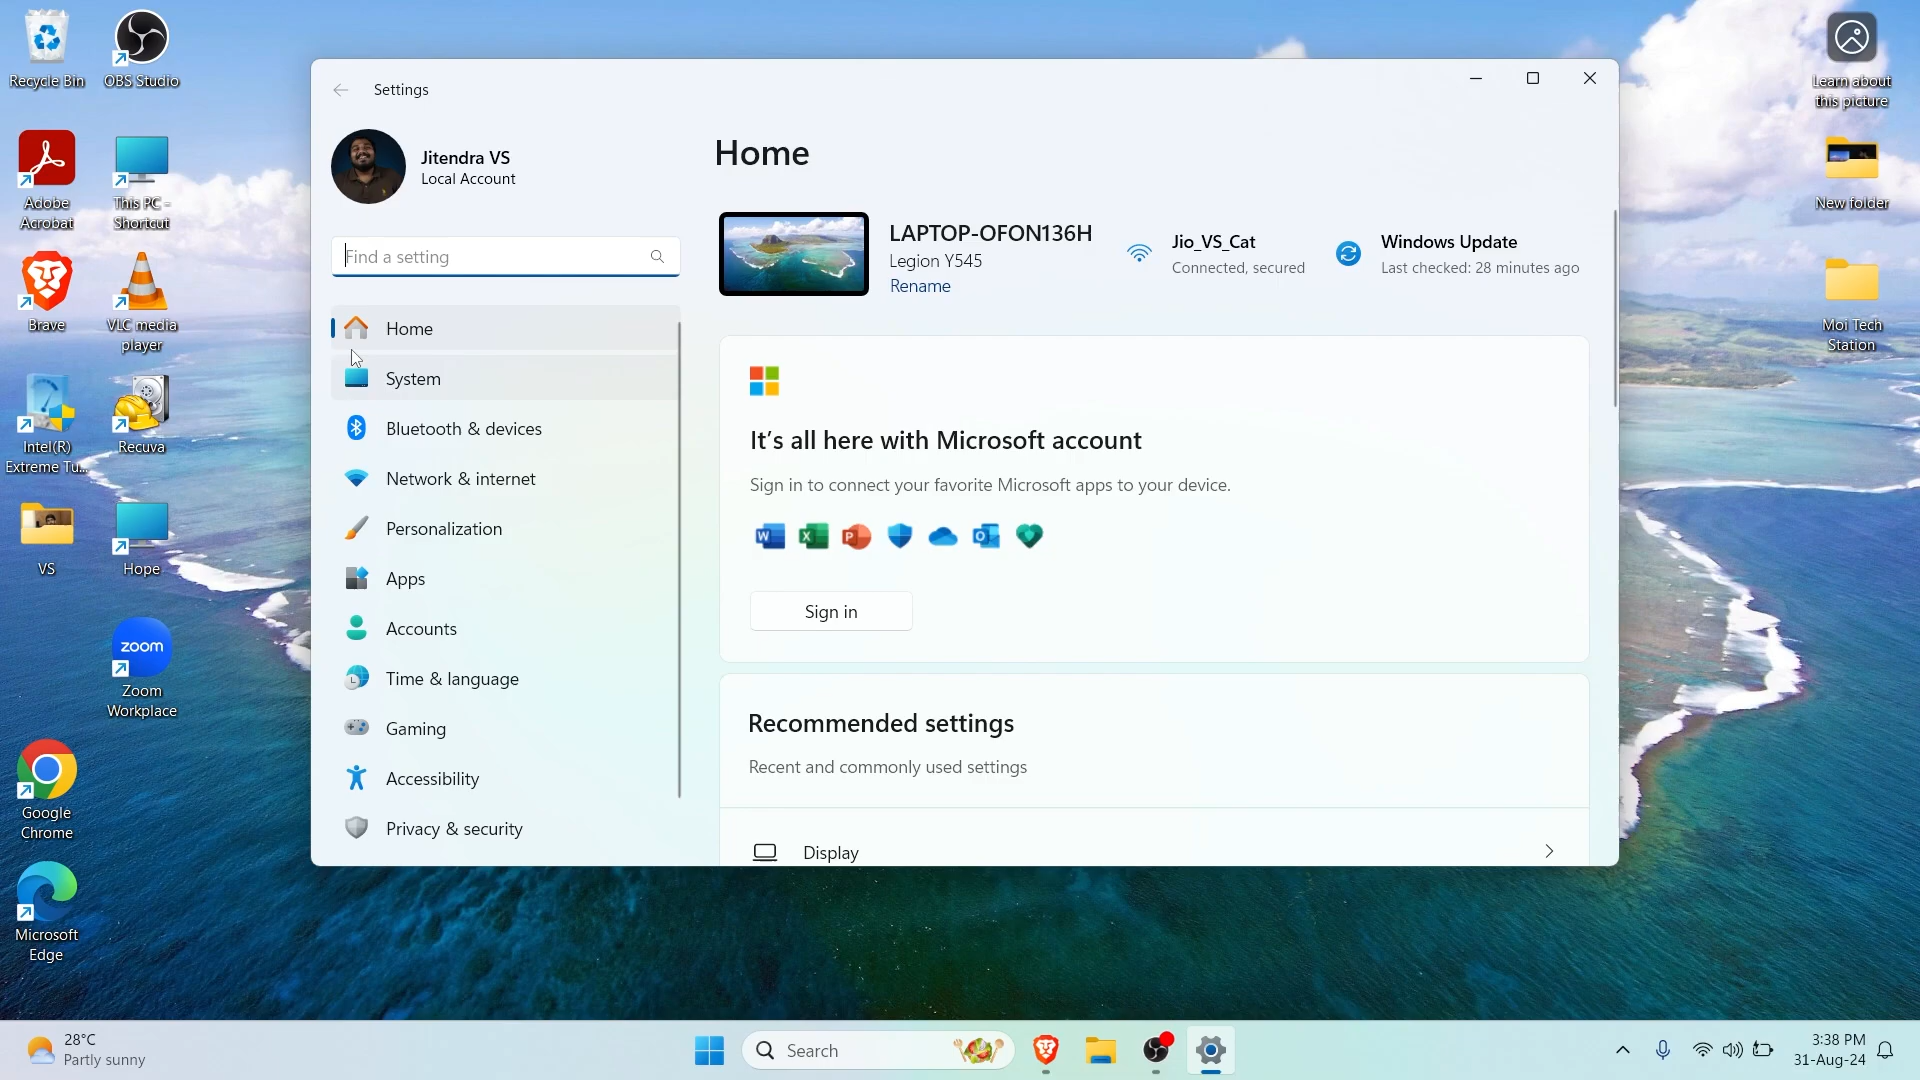 Recycle Bin
OBS Studio
Adobe
Acrobat
This PC -
Shortcut
Brave
VLC media
player
Intel(R)
Extreme Tu...
Recuva
VS
Hope
zoom
Zoom
Workplace
Google
Chrome
Microsoft
Edge
Settings
Jitendra VS
Local Account
Find a setting
Home
System
Bluetooth & devices
Network & internet
Personalization
Apps
Accounts
Time & language
Gaming
Accessibility
Privacy & security
Home
LAPTOP-OFON136H
Legion Y545
Rename
Jio_VS_Cat
Connected, secured
Windows Update
Last checked: 28 minutes ago
It's all here with Microsoft account
Sign in to connect your favorite Microsoft apps to your device.
W X P O
Sign in
Recommended settings
Recent and commonly used settings
Display
Learn about
this picture
New folder
Moi Tech
Station
28°C
Partly sunny
Search
3:38 PM
31-Aug-24